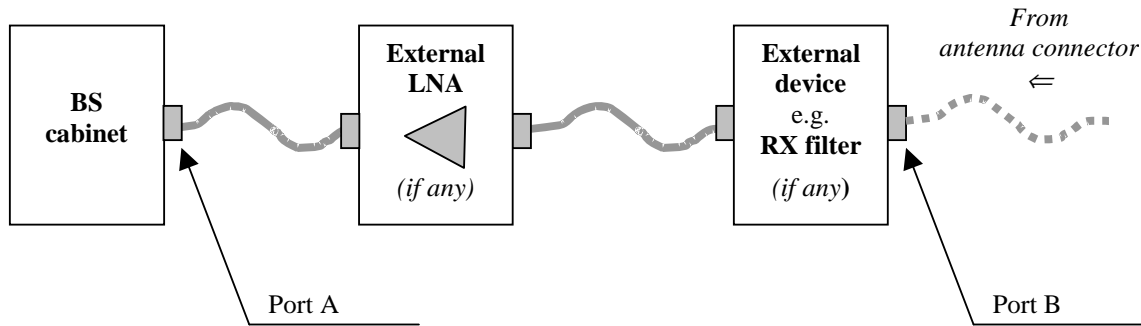 BS
cabinet
External
LNA
(if any)
External
device
e.g.
RX filter
(if any)
From
antenna connector
⇐
Port A
Port B